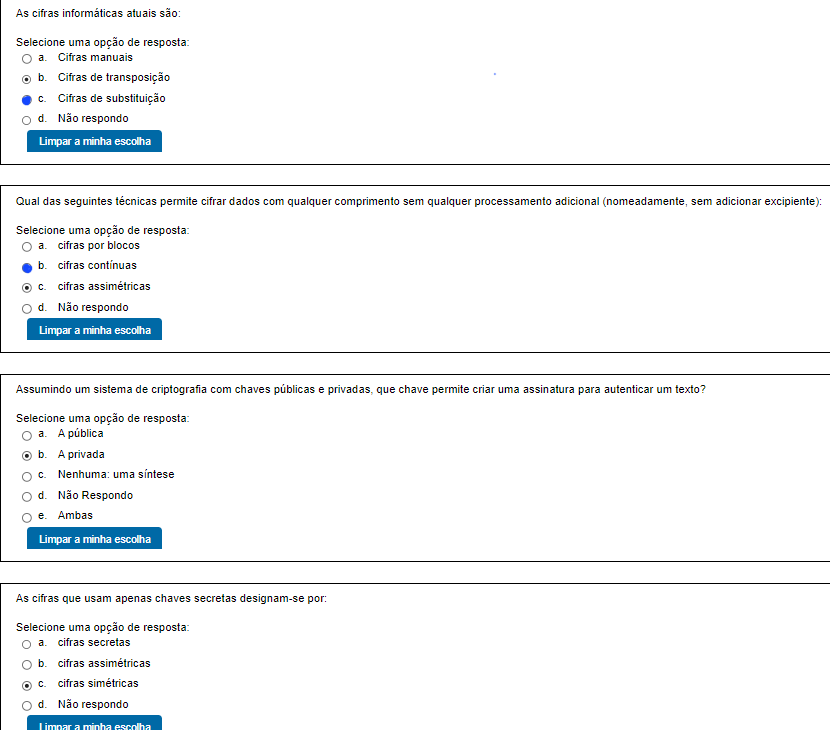 As cifras informáticas atuais são:
Selecione uma opção de resposta:
a. Cifras manuais
b. Cifras de transposição
c. Cifras de substituição
d. Não respondo
Limpar a minha escolha
Qual das seguintes técnicas permite cifrar dados com qualquer comprimento sem qualquer processamento adicional (nomeadamente, sem adicionar excipiente):
Selecione uma opção de resposta:
a. cifras por blocos
b. cifras contínuas
c. cifras assimétricas
d. Não respondo
Limpar a minha escolha
Assumindo um sistema de criptografia com chaves públicas e privadas, que chave permite criar uma assinatura para autenticar um texto?
Selecione uma opção de resposta:
a. A pública
b. A privada
c. Nenhuma: uma síntese
d. Não Respondo
e. Ambas
Limpar a minha escolha
As cifras que usam apenas chaves secretas designam-se por:
Selecione uma opção de resposta:
a. cifras secretas
b. cifras assimétricas
c. cifras simétricas
d. Não respondo
Limpar a minha escolha